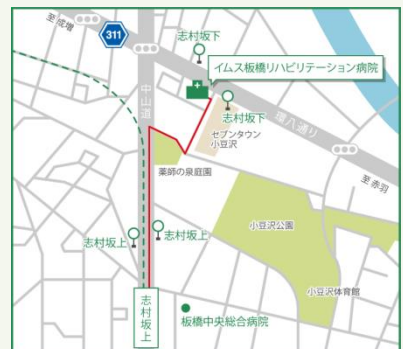 至成増
311
志村坂下
イムス板橋リハビリテーション病院
中山道
志村坂下
環八通り
セブンタウン
小豆沢
至赤羽
薬師の泉庭園
小豆沢公園
志村坂上
志村坂上
小豆沢体育館
志村坂上
板橋中央総合病院